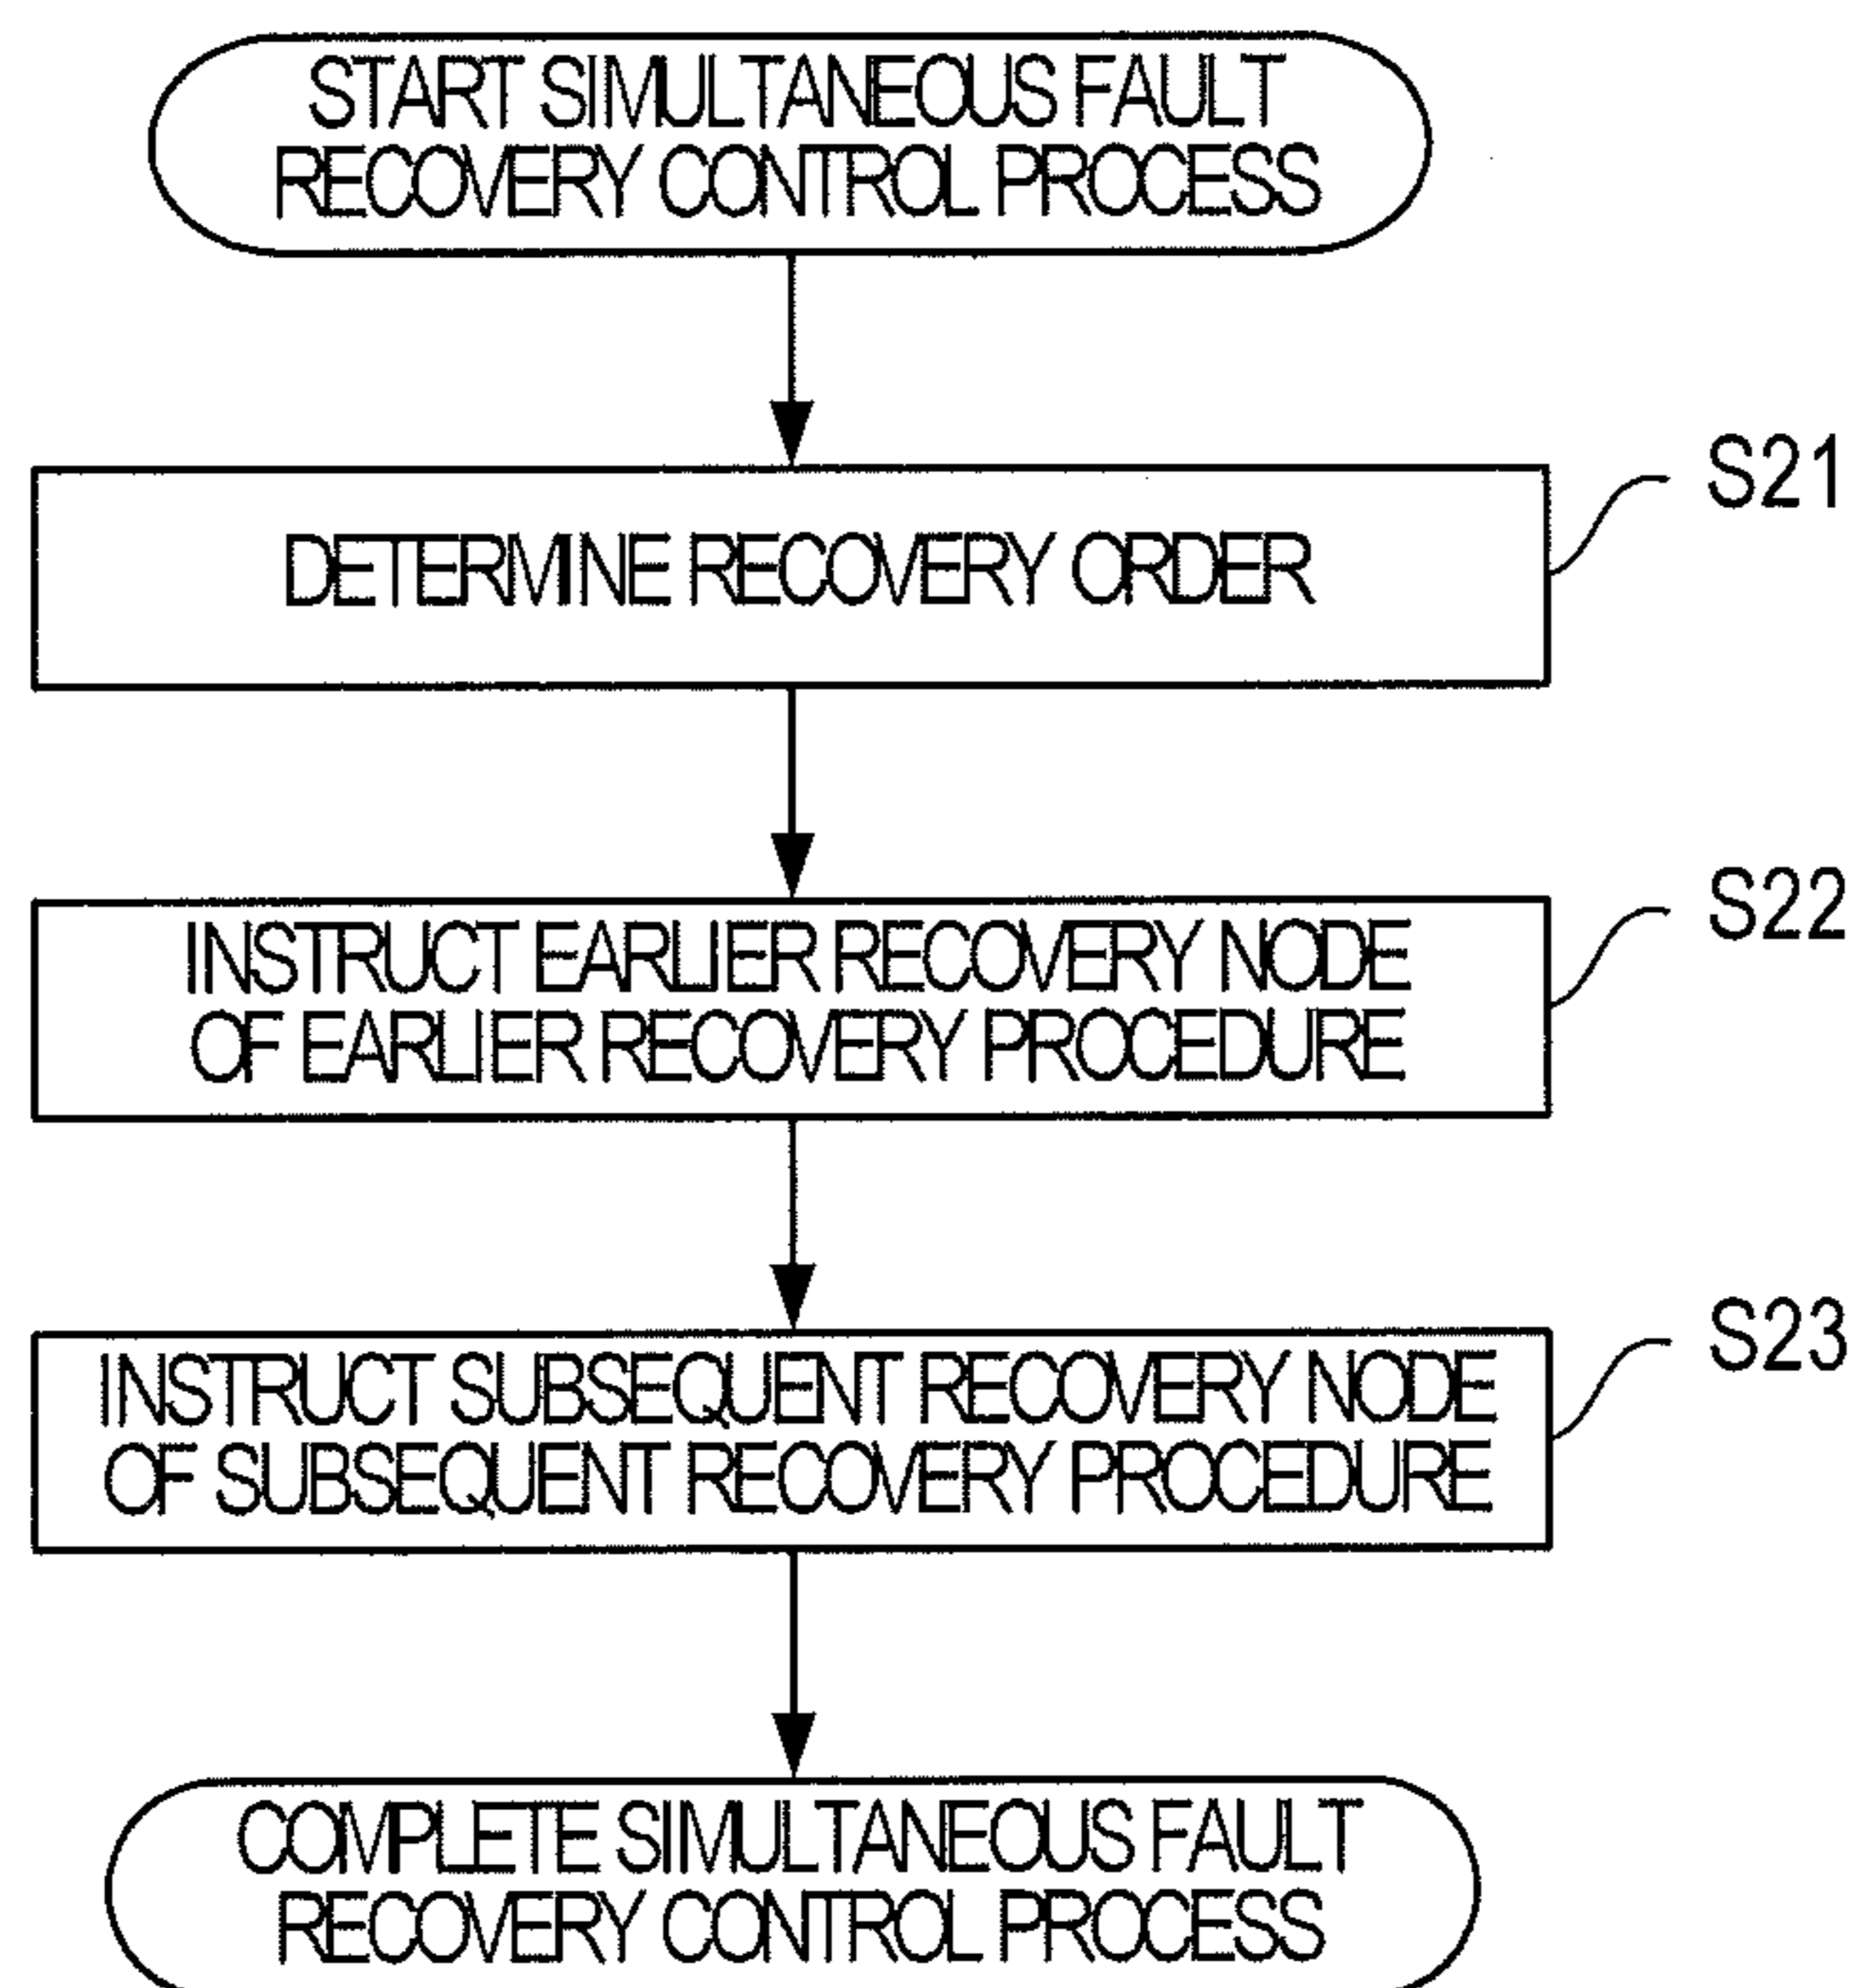 START SIMULTANEOUS FAULT
RECOVERY CONTROL PROCESS
S21
DETERMINE RECOVERY ORDER
S22
INSTRUCT EARLIER RECOVERY NODE
OF EARLIER RECOVERY PROCEDURE
S23
INSTRUCT SUBSEQUENT RECOVERY NODE
OF SUBSEQUENT RECOVERY PROCEDURE
COMPLETE SIMULTANEOUS FAULT
RECOVERY CONTROL PROCESS